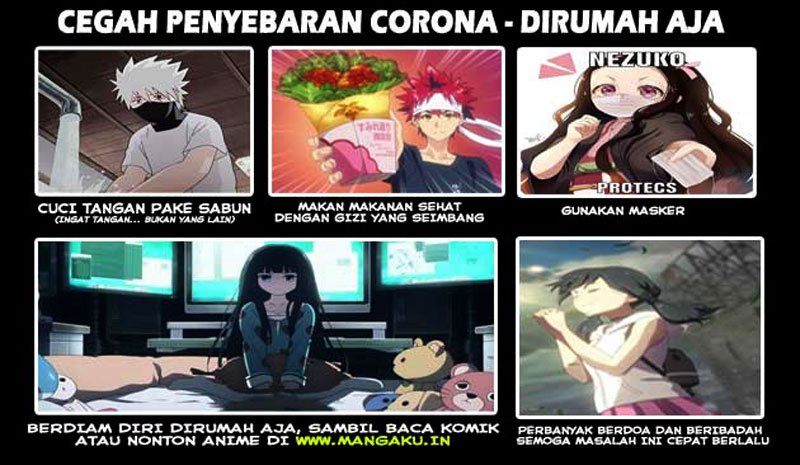 CEGAH PENYEBARAN CORONA - DIRUMAH AJA
CUCI TANGAN PAKE SABUN
(INGAT TANGAN... BUKAN YANG LAIN)
MAKAN MAKANAN SEHAT
DENGAN GIZI YANG SEIMBANG
NEZUKO
PROTECS
GUNAKAN MASKER
BERDIAM DIRI DIRUMAH AJA, SAMBIL BACA KOMIK
ATAU NONTON ANIME DI WWW.MANGAKU.IN
PERBANYAK BERDOA DAN BERIBADAH
SEMOGA MASALAH INI CEPAT BERLALU